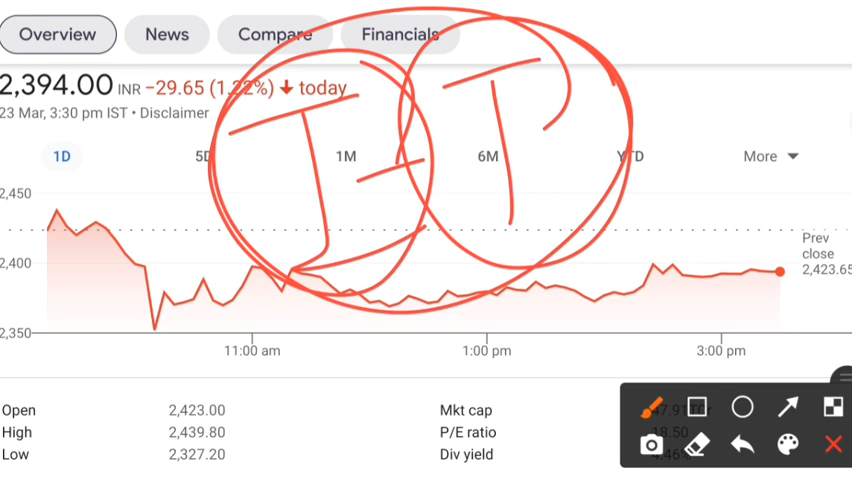 Overview News Compare Financials
2,394.00 INR −29.65 (1.22%) today
23 Mar, 3:30 pm IST • Disclaimer
1D 5D 1M 6M YTD More
2,450
Prev
close
2,400
2,423.65
2,350
11:00 am 1:00 pm 3:00 pm
Open 2,423.00 Mkt cap
High 2,439.80 P/E ratio 18.50
Low 2,327.20 Div yield